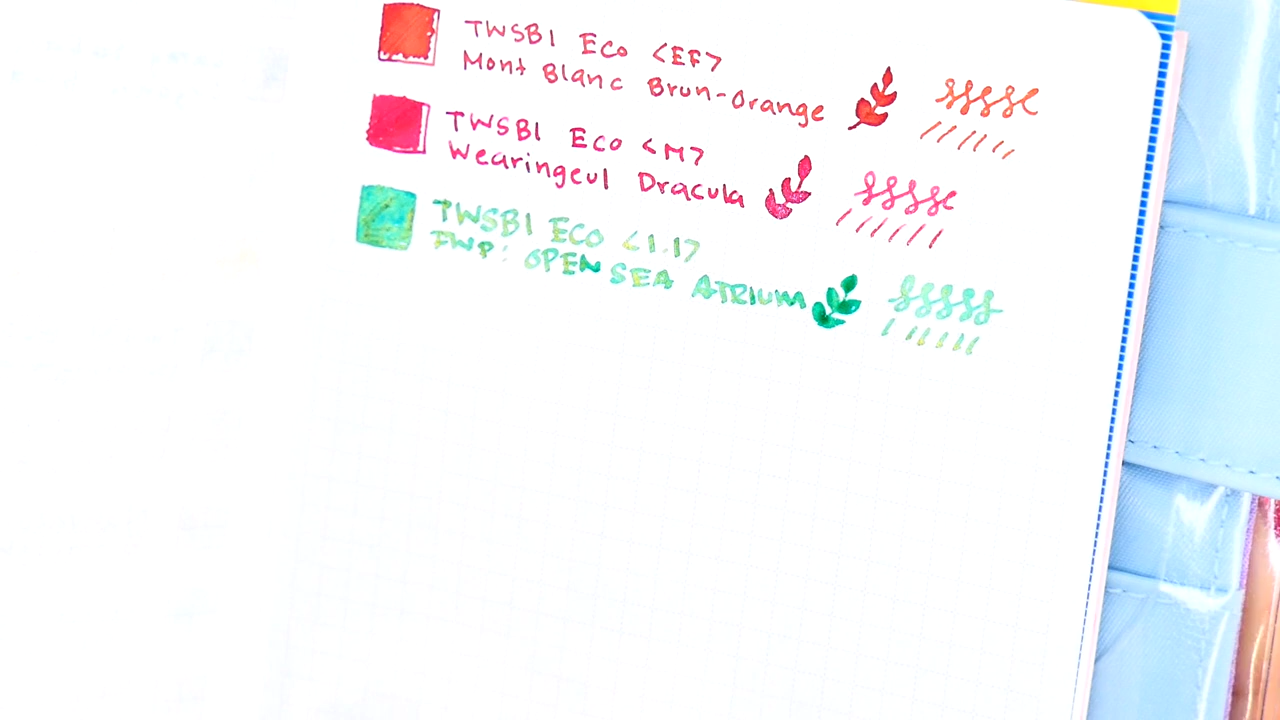 TWSBI Eco <EF>
Mont Blanc Brun-Orange
TWSBI Eco <M>
Wearingeul Dracula
TWSBI ECO <1.1>
FWP: OPEN SEA ATRIUM